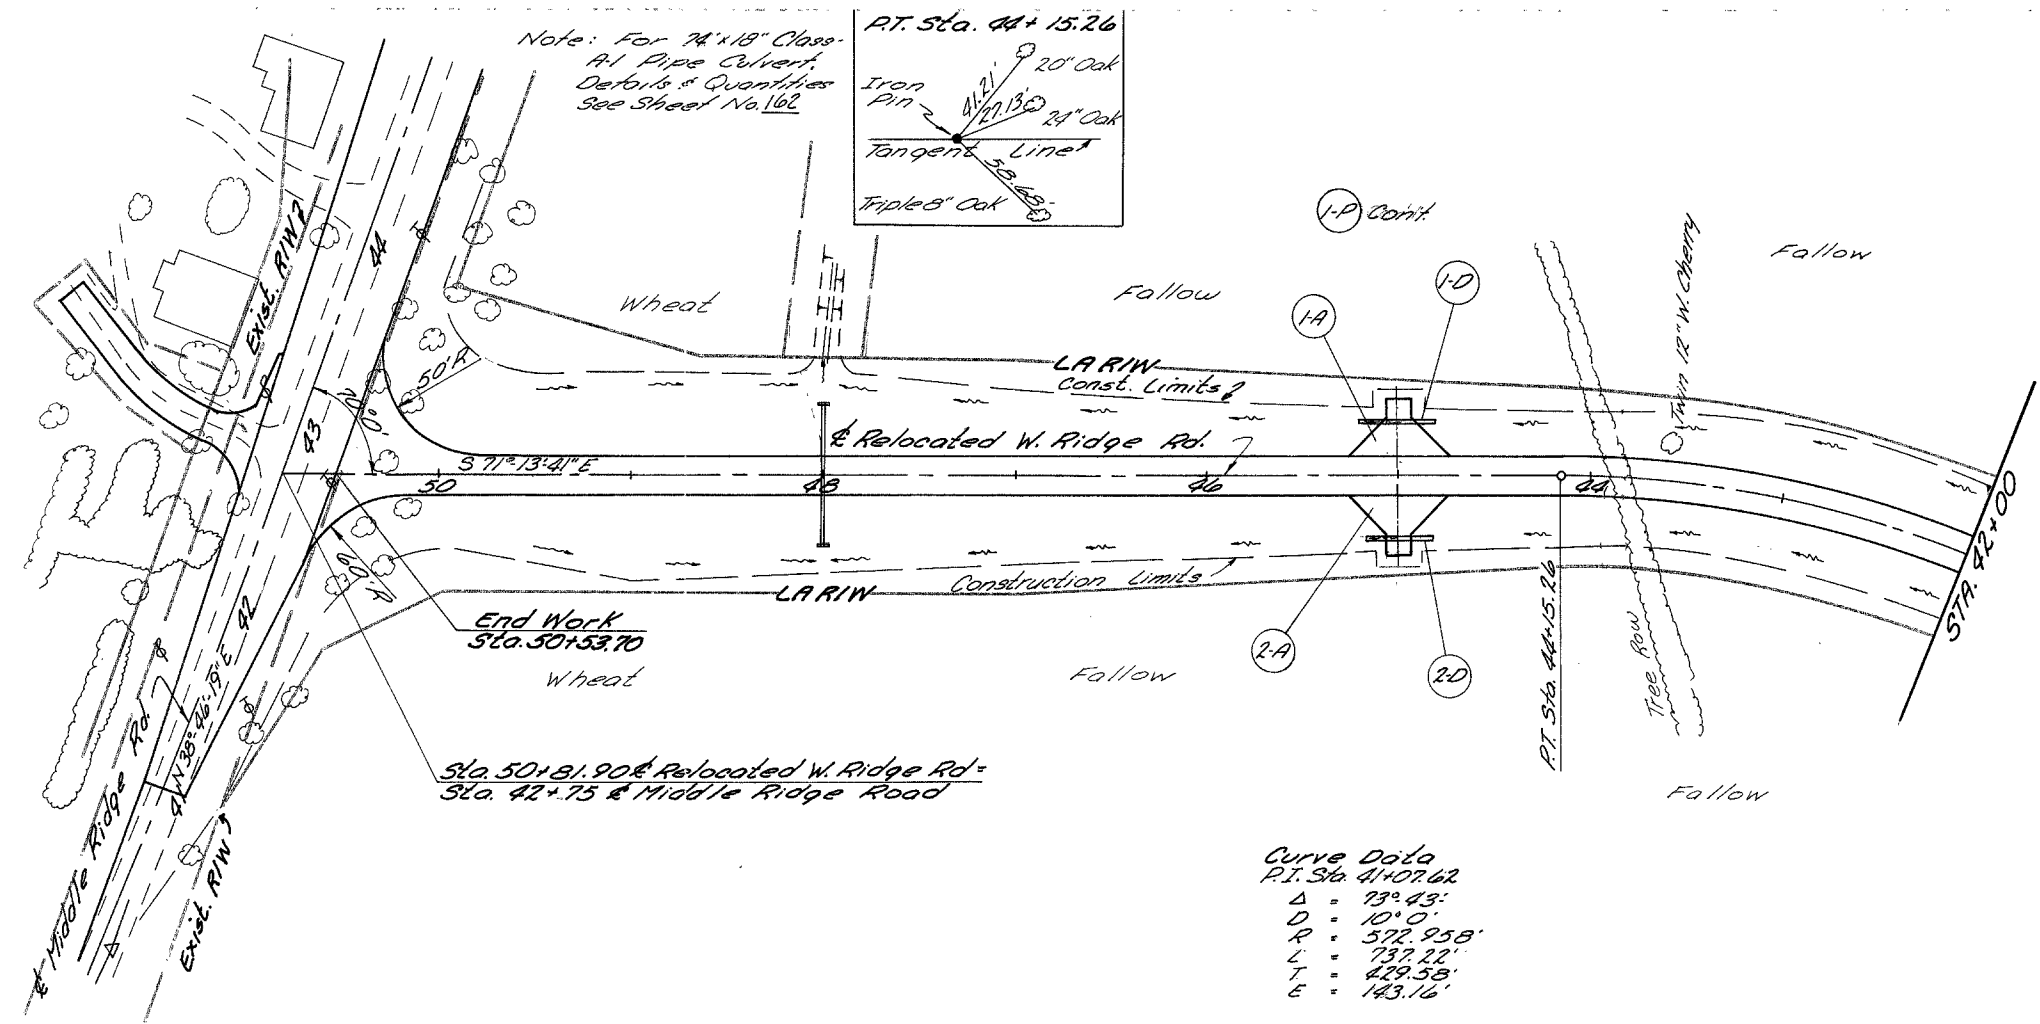 Note: For 74'x18" Class-
A-1 Pipe Culvert.
Details & Quantities
See Sheet No. 162
P.T. Sta. 44+15.26
20" Oak
Iron
Pin
41.21'
27.13'
24" Oak
Tangent Line
58.68'
Triple 8" Oak
1-P Cont.
Fallow
Twin 12" W. Cherry
Exist. R/W
44
Wheat
Fallow
1-D
1-A
LA R/W
Const. Limits
50'R
70°0'
43
℄ Relocated W. Ridge Rd.
S 71°-13'-41" E
50
48
46
44
STA. 42+00
60'R
Construction Limits
LA R/W
42
End Work
Sta. 50+53.70
2-A
2-D
P.T. Sta. 44+15.26
Tree Row
Wheat
Fallow
N 38°-46'-19" E
41
Sta. 50+81.90 ℄ Relocated W. Ridge Rd =
Sta. 42+75 ℄ Middle Ridge Road
Fallow
℄ Middle Ridge Rd.
Exist. R/W
Curve Data
P.I. Sta. 41+07.62
Δ = 73°-43'
D = 10°0'
R = 572.958'
L = 737.22'
T = 429.58'
E = 143.16'